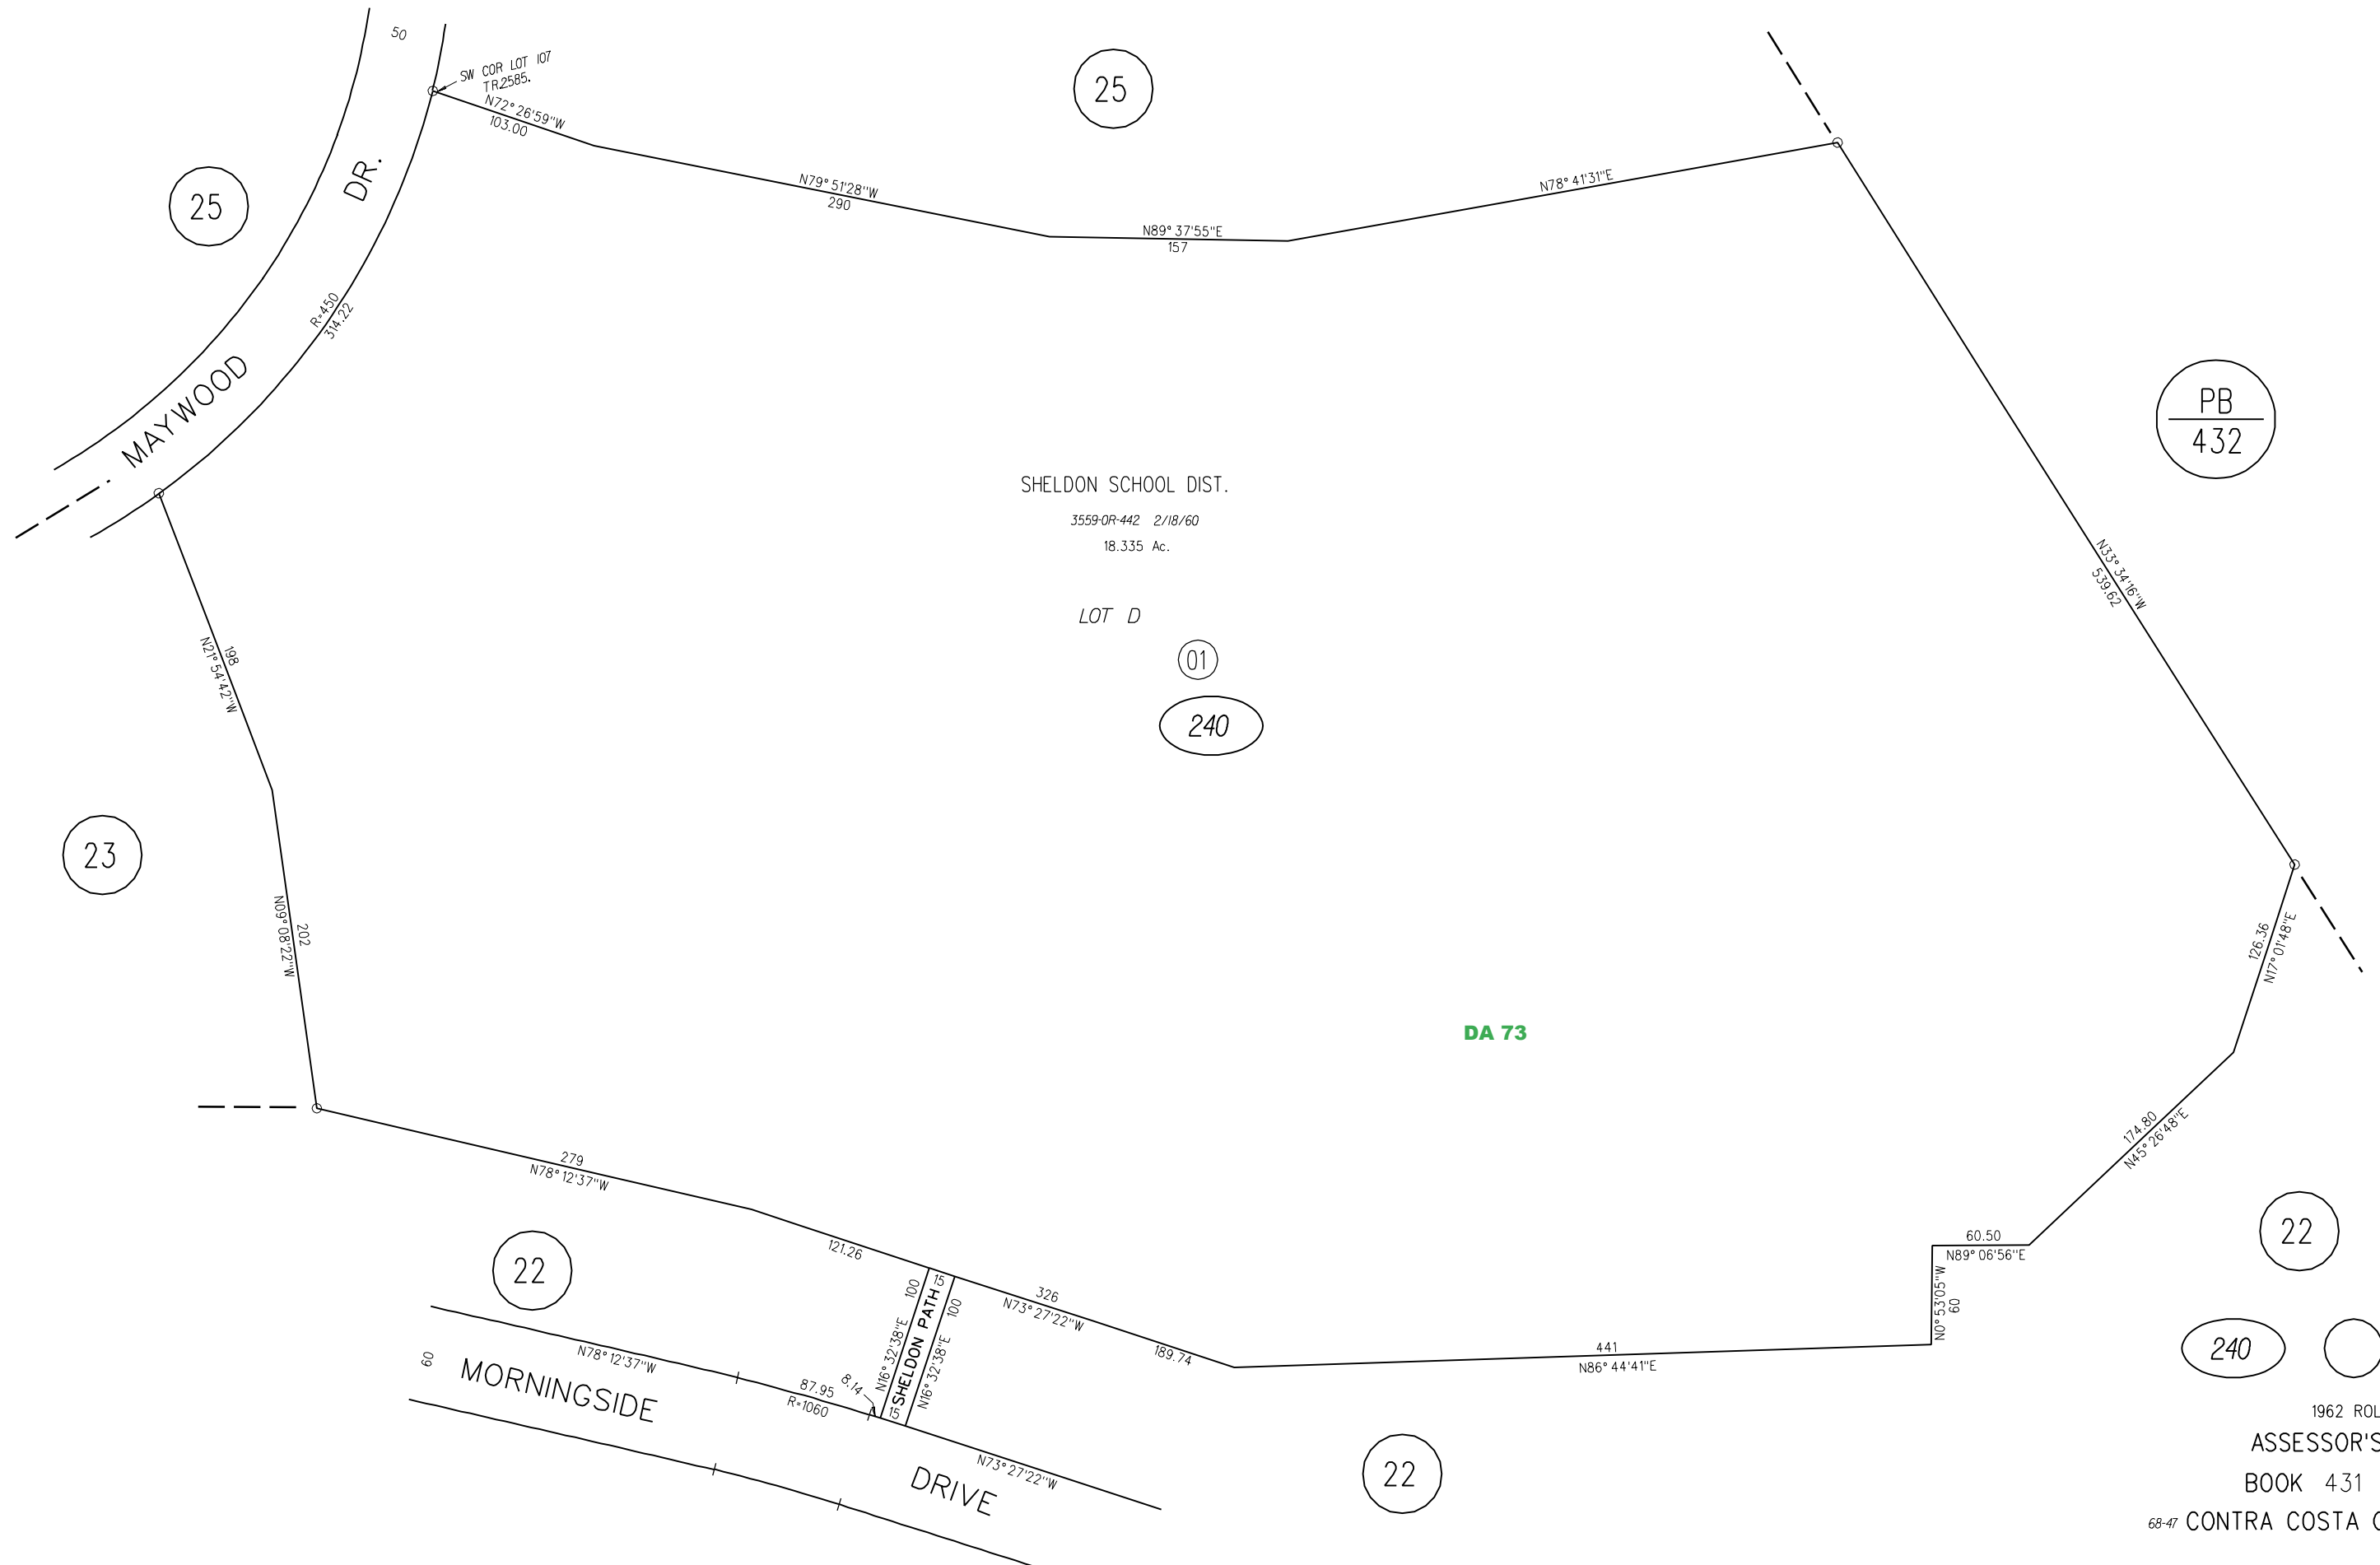 50
SW COR LOT 107
TR.2585.
N72° 26'59"W
103.00
25
25
MAYWOOD DR.
R=450
314.22
N79° 51'28"W
290
N89° 37'55"E
157
N78° 41'31"E
PB
432
SHELDON SCHOOL DIST.
3559-OR-442 2/18/60
18.335 Ac.
LOT D
01
240
N33° 34'16"W
539.62
198
N21° 54'42"W
23
202
N09° 08'22"W
126.36
N17° 01'48"E
DA 73
174.80
N45° 26'48"E
279
N78° 12'37"W
121.26
326
N73° 27'22"W
189.74
441
N86° 44'41"E
60.50
N89° 06'56"E
N0° 53'05"W
60
22
22
22
15
100
100
N16° 32'38"E
SHELDON PATH
N16° 32'38"E
15
8.14
87.95
R=1060
N78° 12'37"W
60
MORNINGSIDE DRIVE
N73° 27'22"W
240
1962 ROL
ASSESSOR'S
BOOK 431
68-47 CONTRA COSTA C